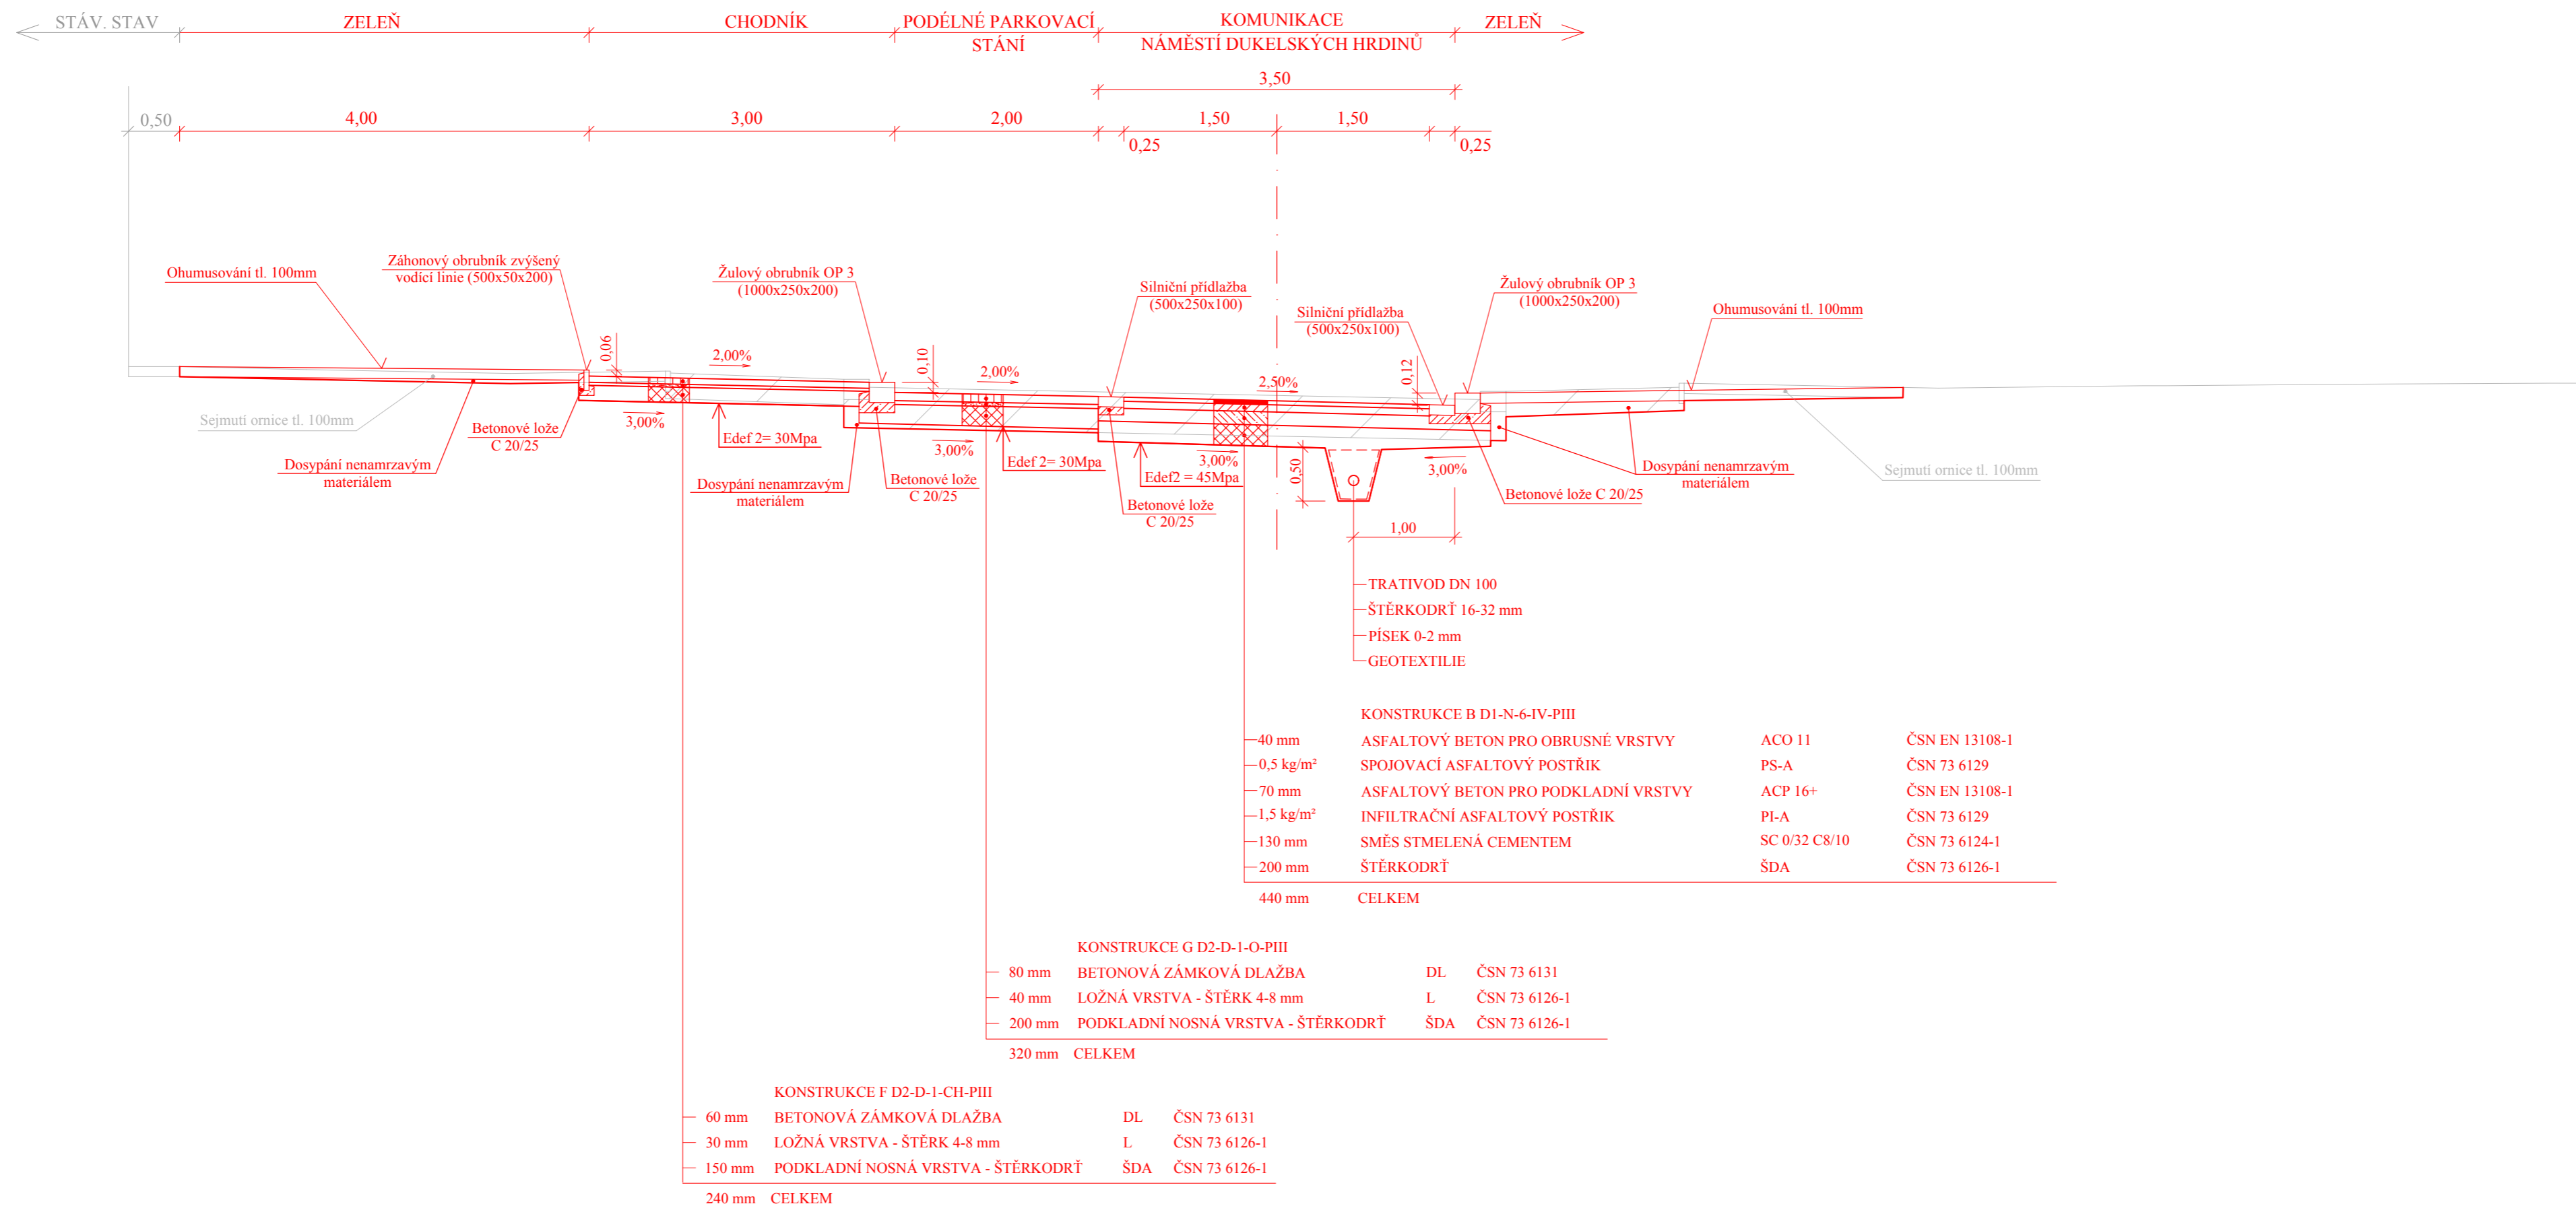 STÁV. STAV
ZELEŇ
CHODNÍK
PODÉLNÉ PARKOVACÍ
STÁNÍ
KOMUNIKACE
NÁMĚSTÍ DUKELSKÝCH HRDINŮ
ZELEŇ
3,50
0,50
4,00
3,00
2,00
0,25
1,50
1,50
0,25
Ohumusování tl. 100mm
Záhonový obrubník zvýšený
vodící linie (500x50x200)
Žulový obrubník OP 3
(1000x250x200)
Silniční přídlažba
(500x250x100)
Silniční přídlažba
(500x250x100)
Žulový obrubník OP 3
(1000x250x200)
Ohumusování tl. 100mm
0,06
2,00%
0,10
2,00%
2,50%
0,12
Sejmutí ornice tl. 100mm
3,00%
Betonové lože
C 20/25
Edef 2= 30Mpa
Dosypání nenamrzavým
materiálem
Dosypání nenamrzavým
materiálem
Betonové lože
C 20/25
3,00%
Edef 2= 30Mpa
Edef2 = 45Mpa
3,00%
Betonové lože
C 20/25
0,50
3,00%
Betonové lože C 20/25
Dosypání nenamrzavým
materiálem
Sejmutí ornice tl. 100mm
1,00
TRATIVOD DN 100
ŠTĚRKODRŤ 16-32 mm
PÍSEK 0-2 mm
GEOTEXTILIE
KONSTRUKCE B D1-N-6-IV-PIII
40 mm ASFALTOVÝ BETON PRO OBRUSNÉ VRSTVY ACO 11 ČSN EN 13108-1
0,5 kg/m² SPOJOVACÍ ASFALTOVÝ POSTŘIK PS-A ČSN 73 6129
70 mm ASFALTOVÝ BETON PRO PODKLADNÍ VRSTVY ACP 16+ ČSN EN 13108-1
1,5 kg/m² INFILTRAČNÍ ASFALTOVÝ POSTŘIK PI-A ČSN 73 6129
130 mm SMĚS STMELENÁ CEMENTEM SC 0/32 C8/10 ČSN 73 6124-1
200 mm ŠTĚRKODRŤ ŠDA ČSN 73 6126-1
440 mm CELKEM
KONSTRUKCE G D2-D-1-O-PIII
80 mm BETONOVÁ ZÁMKOVÁ DLAŽBA DL ČSN 73 6131
40 mm LOŽNÁ VRSTVA - ŠTĚRK 4-8 mm L ČSN 73 6126-1
200 mm PODKLADNÍ NOSNÁ VRSTVA - ŠTĚRKODRŤ ŠDA ČSN 73 6126-1
320 mm CELKEM
KONSTRUKCE F D2-D-1-CH-PIII
60 mm BETONOVÁ ZÁMKOVÁ DLAŽBA DL ČSN 73 6131
30 mm LOŽNÁ VRSTVA - ŠTĚRK 4-8 mm L ČSN 73 6126-1
150 mm PODKLADNÍ NOSNÁ VRSTVA - ŠTĚRKODRŤ ŠDA ČSN 73 6126-1
240 mm CELKEM